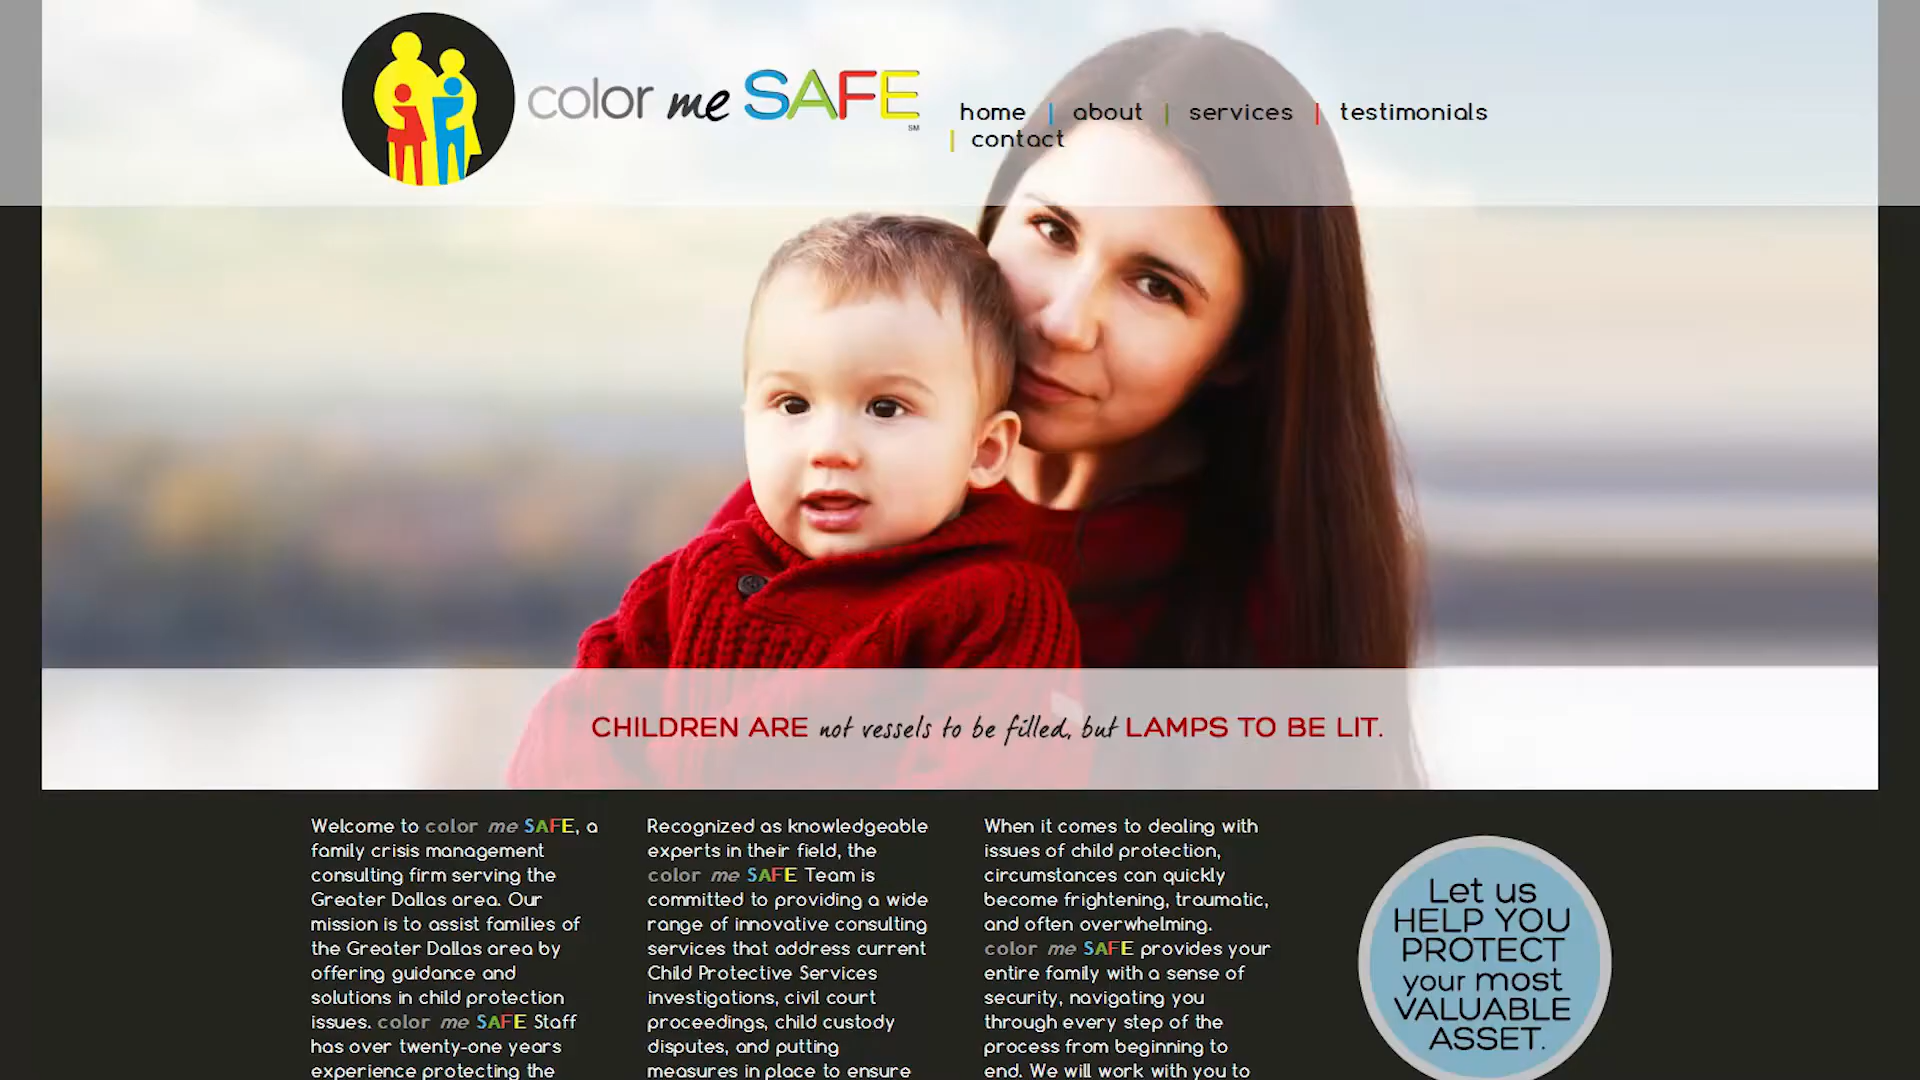 color me SAFE
SM
home | about | services | testimonials
| contact
CHILDREN ARE not vessels to be filled, but LAMPS TO BE LIT.
Welcome to color me SAFE, a
family crisis management
consulting firm serving the
Greater Dallas area. Our
mission is to assist families of
the Greater Dallas area by
offering guidance and
solutions in child protection
issues. color me SAFE Staff
has over twenty-one years
experience protecting the
Recognized as knowledgeable
experts in their field, the
color me SAFE Team is
committed to providing a wide
range of innovative consulting
services that address current
Child Protective Services
investigations, civil court
proceedings, child custody
disputes, and putting
measures in place to ensure
When it comes to dealing with
issues of child protection,
circumstances can quickly
become frightening, traumatic,
and often overwhelming.
color me SAFE provides your
entire family with a sense of
security, navigating you
through every step of the
process from beginning to
end. We will work with you to
Let us
HELP YOU
PROTECT
your most
VALUABLE
ASSET.